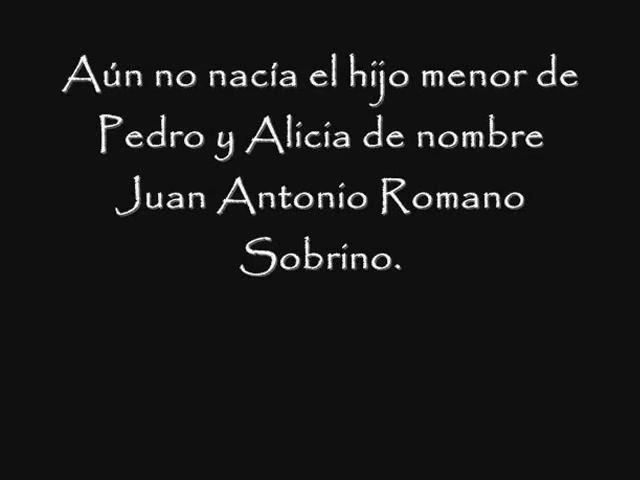 Aún no nacía el hijo menor de
Pedro y Alicia de nombre
Juan Antonio Romano
Sobrino.